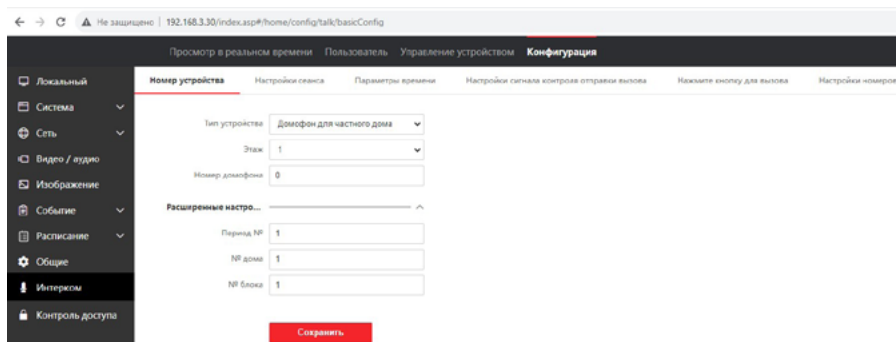 Не защищено | 192.168.3.30/index.asp#/home/config/talk/basicConfig
Просмотр в реальном времени Пользователь Управление устройством Конфигурация
Локальный
Система
Сеть
Видео / аудио
Изображение
Событие
Расписание
Общие
Интерком
Контроль доступа
Номер устройства Настройки сеанса Параметры времени Настройки сигнала контроля отправки вызова Нажмите кнопку для вызова Настройки номеров
Тип устройства Домофон для частного дома
Этаж 1
Номер домофона 0
Расширенные настро...
Период № 1
№ дома 1
№ блока 1
Сохранить